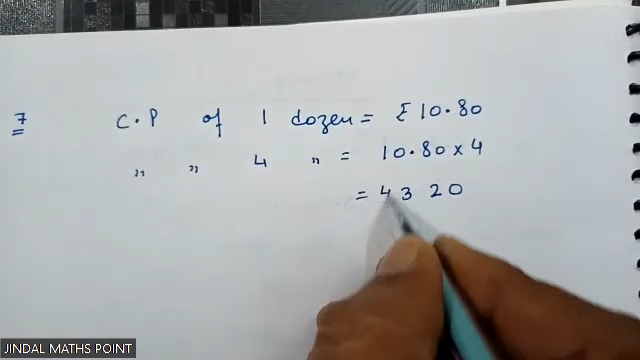 7 C.P of 1 dozen = ₹10.80
" " 4 " = 10.80 x 4
= 43 20
JINDAL MATHS POINT